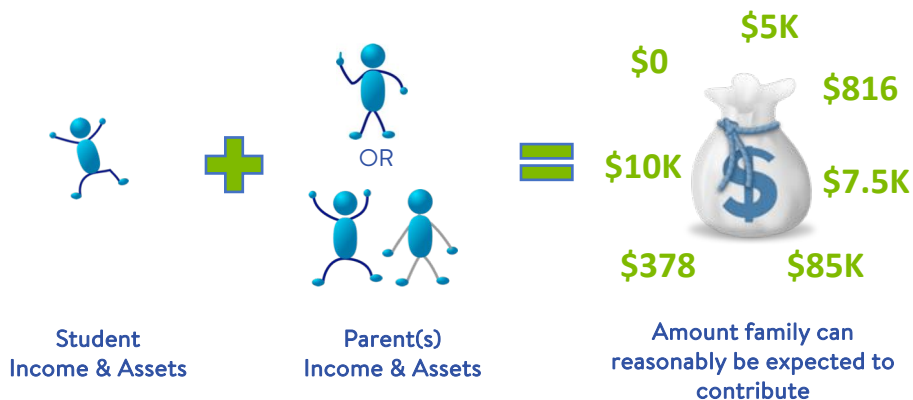 $5K
$0
$816
OR
$10K
$7.5K
$
$378
$85K
Student
Income & Assets
Parent(s)
Income & Assets
Amount family can
reasonably be expected to
contribute